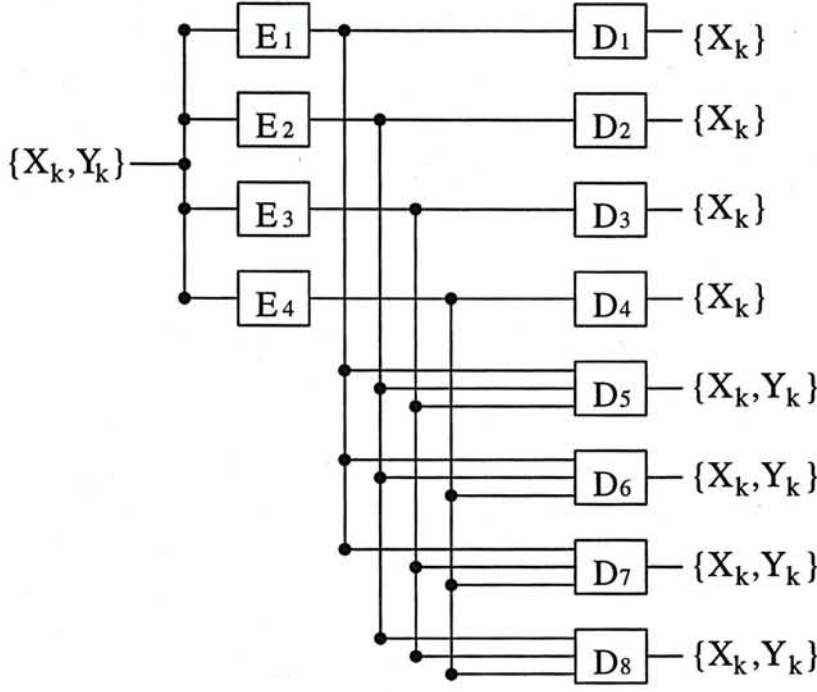 E1 D1 {Xk}
E2 D2 {Xk}
{Xk,Yk}
E3 D3 {Xk}
E4 D4 {Xk}
D5 {Xk,Yk}
D6 {Xk,Yk}
D7 {Xk,Yk}
D8 {Xk,Yk}